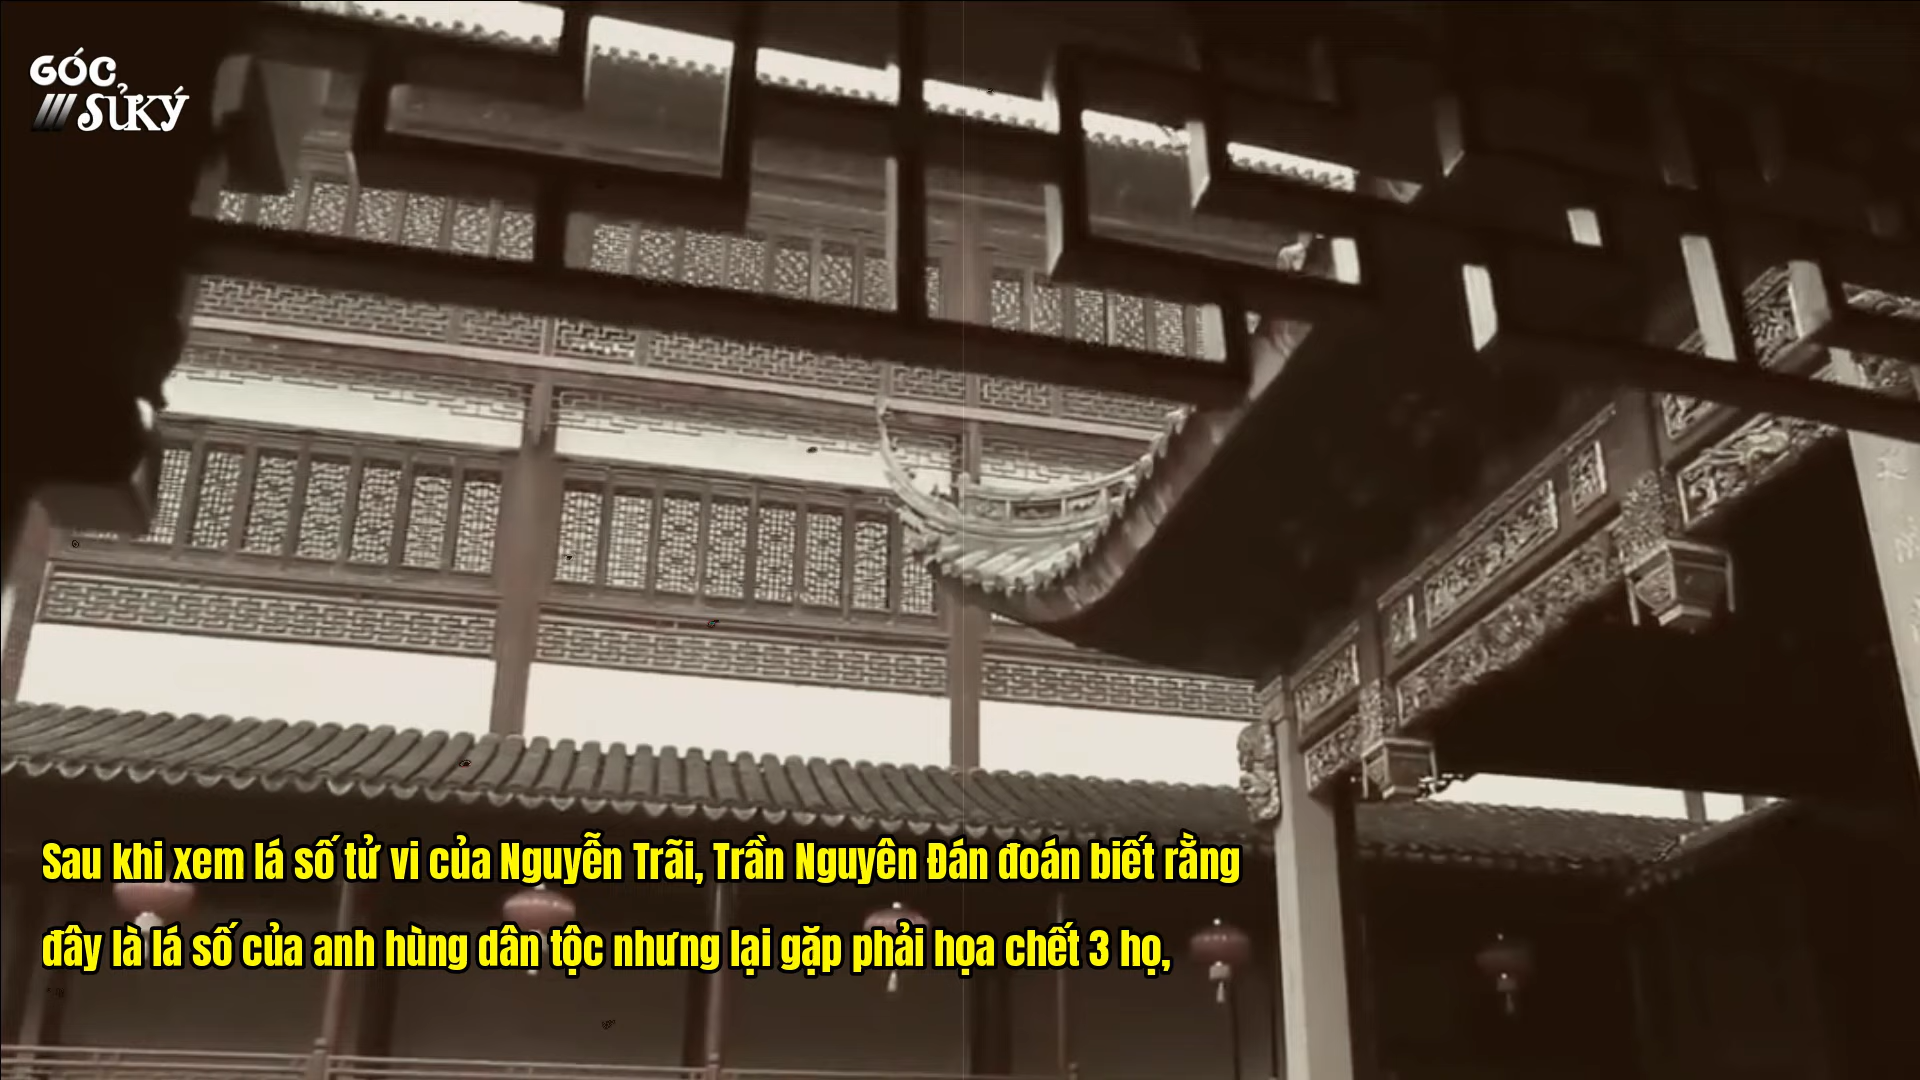 GÓC
SỬ KÝ
Sau khi xem lá số tử vi của Nguyễn Trãi, Trần Nguyên Đán đoán biết rằng
đây là lá số của anh hùng dân tộc nhưng lại gặp phải họa chết 3 họ,